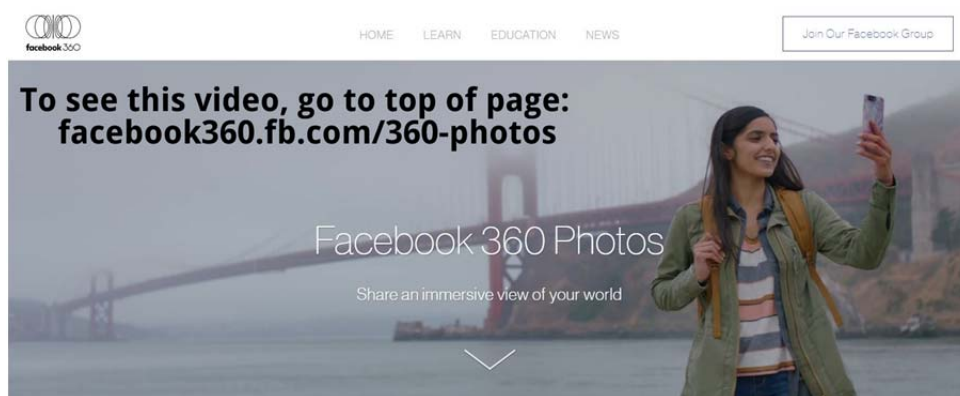 facebook 360
HOME LEARN EDUCATION NEWS
Join Our Facebook Group
To see this video, go to top of page:
facebook360.fb.com/360-photos
Facebook 360 Photos
Share an immersive view of your world